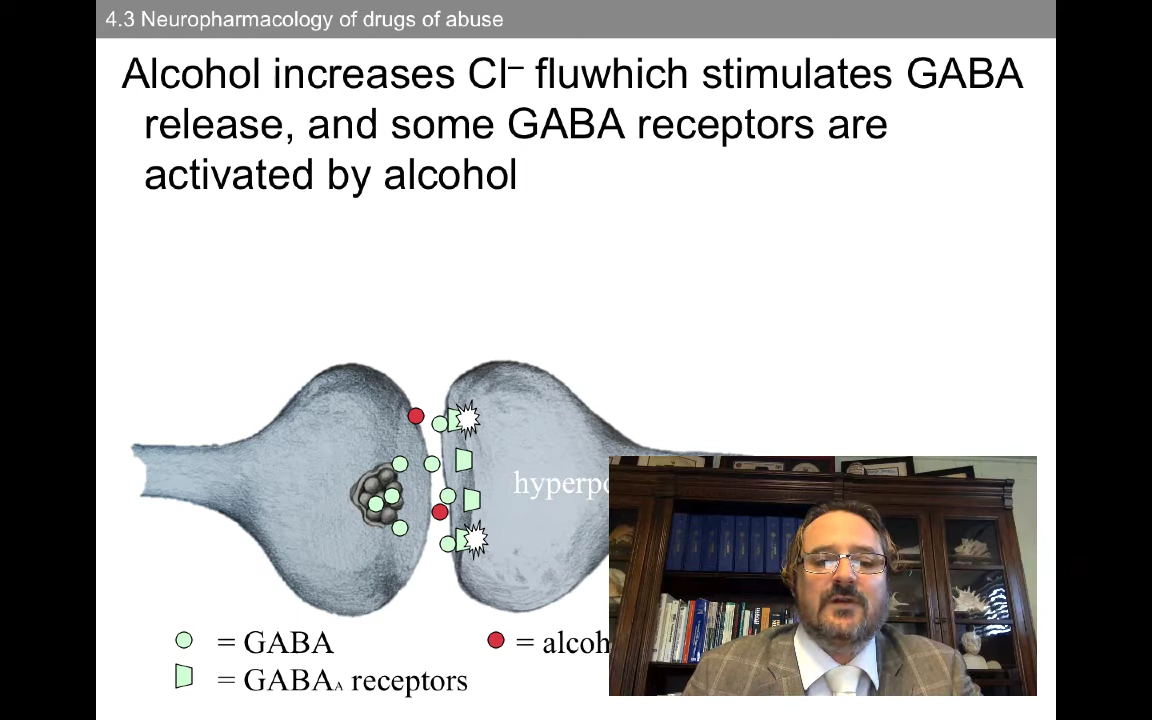 4.3 Neuropharmacology of drugs of abuse
Alcohol increases Cl– fluwhich stimulates GABA
release, and some GABA receptors are
activated by alcohol
hyperpo
= GABA
= alcoh
= GABAA receptors